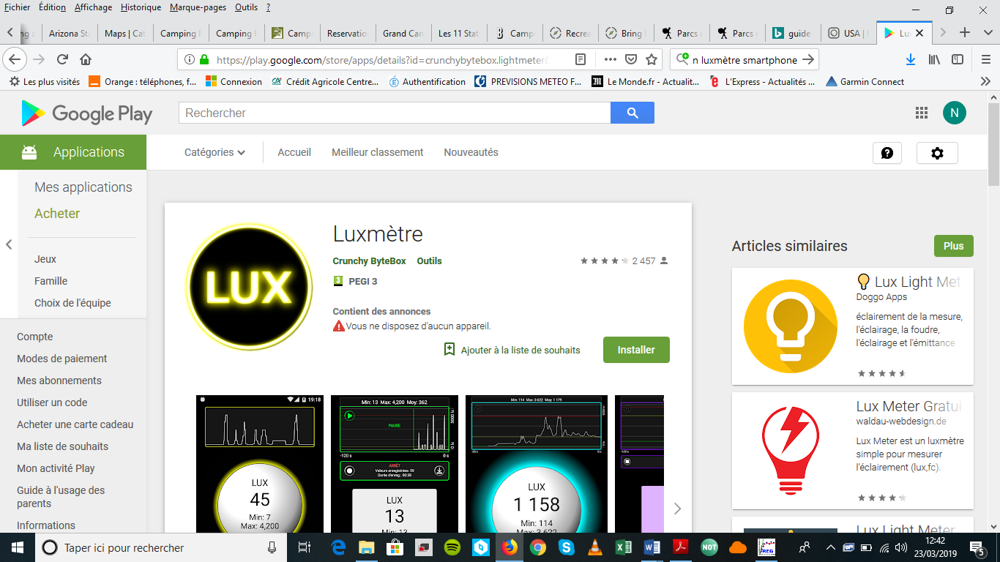 Fichier Édition Affichage Historique Marque-pages Outils ?
Arizona St Maps | Cat Camping F Camping F Camp Reservation Grand Can Les 11 Stat Camp Recrea Bring Parcs Parcs guide USA | Lu
https://play.google.com/store/apps/details?id=crunchybytebox.lightmeter&
n luxmètre smartphone
Les plus visités Orange : téléphones, f... Connexion Crédit Agricole Centre... Authentification PREVISIONS METEO F... Le Monde.fr - Actualit... L'Express - Actualités ... Garmin Connect
Google Play
Rechercher
N
Applications
Catégories Accueil Meilleur classement Nouveautés
Mes applications
Acheter
Jeux
Famille
Choix de l'équipe
Compte
Modes de paiement
Mes abonnements
Utiliser un code
Acheter une carte cadeau
Ma liste de souhaits
Mon activité Play
Guide à l'usage des
parents
Informations
LUX
Luxmètre
Crunchy ByteBox Outils
2 457
3 PEGI 3
Contient des annonces
Vous ne disposez d'aucun appareil.
Ajouter à la liste de souhaits
Installer
19:18
LUX
45
Min: 7
Max: 4,200
Min: 13 Max: 4,200 Moy: 362
PAUSE
5000 lx
0 lx
-120 s 0 s
ARRÊT
Valeurs enregistrées: 59
Durée d'enreg.: 00:38
LUX
13
Min: 13
Min: 114 Max: 3 622 Moy: 1 179
LUX
1 158
Min: 114
Max: 3 622
Articles similaires
Plus
Lux Light Met
Doggo Apps
éclairement de la mesure,
l'éclairage, la foudre,
l'éclairage et l'émittance
Lux Meter Gratui
waldau-webdesign.de
Lux Meter est un luxmètre
simple pour mesurer
l'éclairement (lux,fc).
Lux Light Meter
Taper ici pour rechercher
NOT
REG
12:42
23/03/2019
5